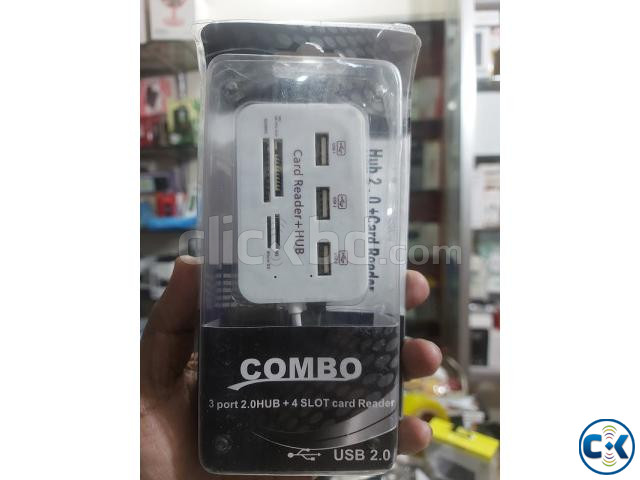 Card Reader+HUB
Hub 2.0+Card Reader
clickbd.com
COMBO
3 port 2.0HUB + 4 SLOT card Reader
USB 2.0
CK